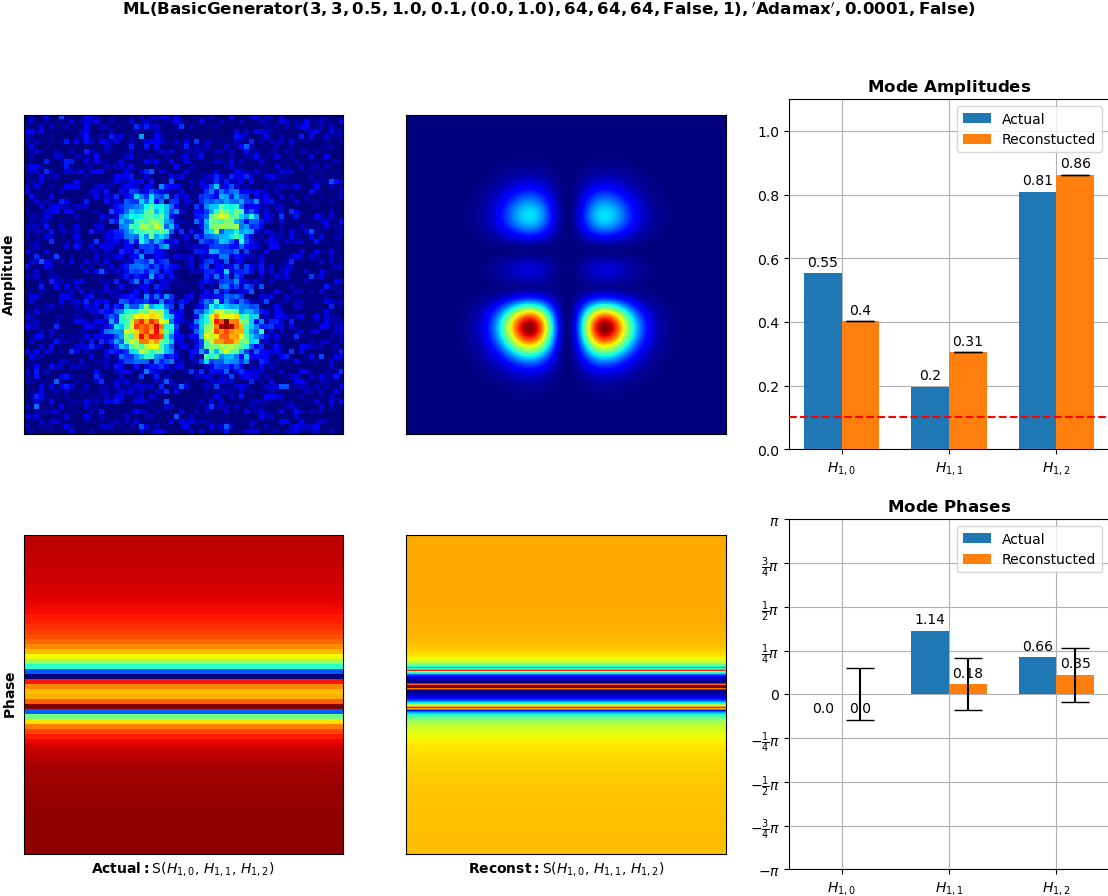 ML(BasicGenerator(3, 3, 0.5, 1.0, 0.1, (0.0, 1.0), 64, 64, 64, False, 1), 'Adamax', 0.0001, False)
Amplitude
Mode Amplitudes
Actual
Reconstucted
1.0
0.8
0.6
0.4
0.2
0.0
0.55
0.4
0.2
0.31
0.81
0.86
H1,0
H1,1
H1,2
Phase
Actual: S(H1,0, H1,1, H1,2)
Reconst: S(H1,0, H1,1, H1,2)
Mode Phases
Actual
Reconstucted
π
3/4π
1/2π
1/4π
0
−1/4π
−1/2π
−3/4π
−π
0.0
0.0
1.14
0.18
0.66
0.35
H1,0
H1,1
H1,2